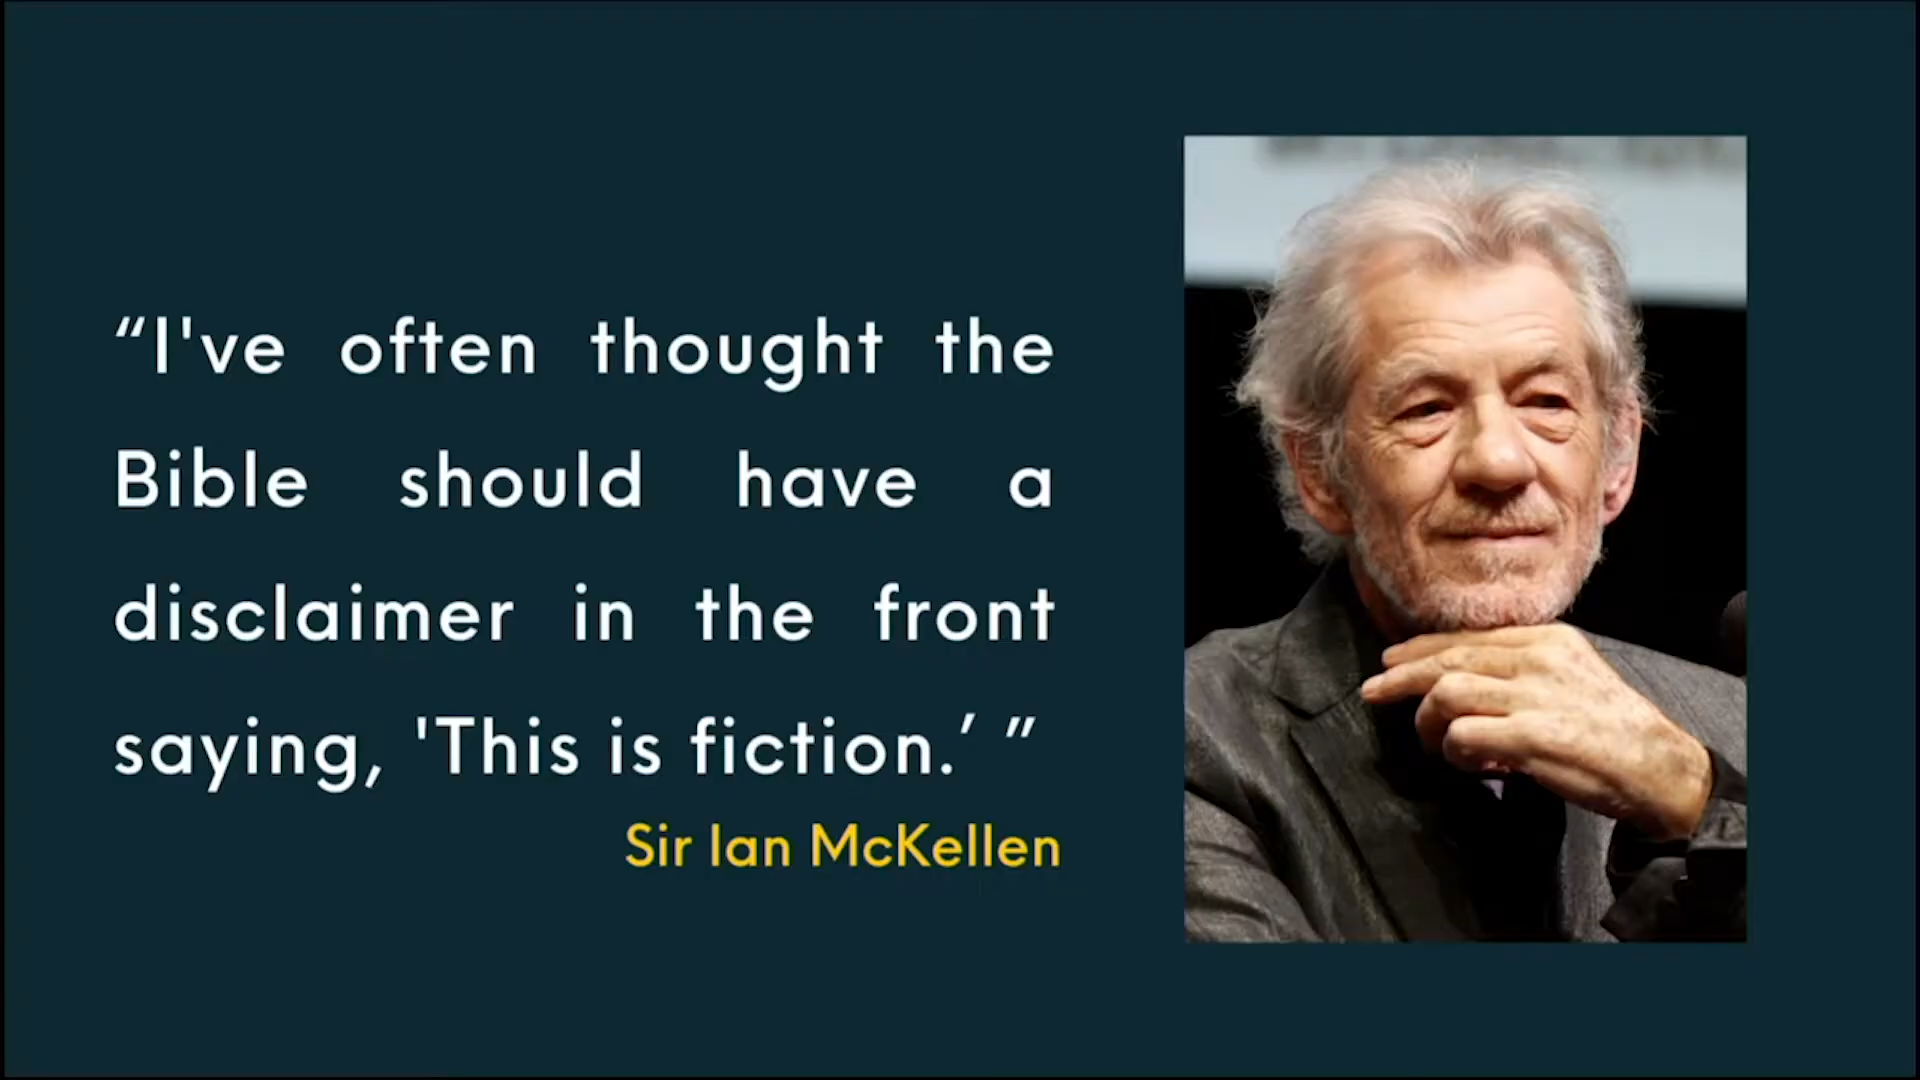 “I've often thought the
Bible should have a
disclaimer in the front
saying, 'This is fiction.’ ”
Sir Ian McKellen